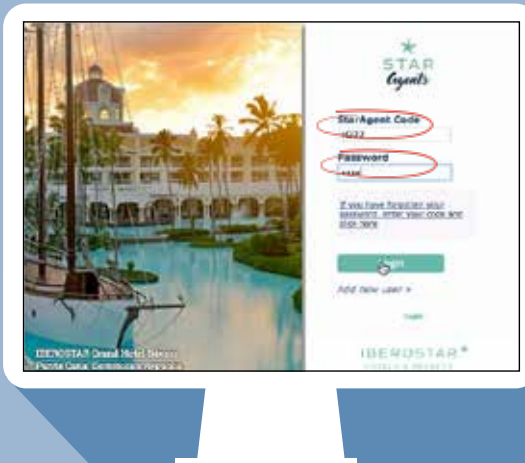 STAR
Agents
StarAgent Code
Password
If you have forgotten your
password, enter your code and
click here
Add new user »
IBEROSTAR
IBEROSTAR Grand Hotel Bávaro
Punta Cana, Dominican Republic